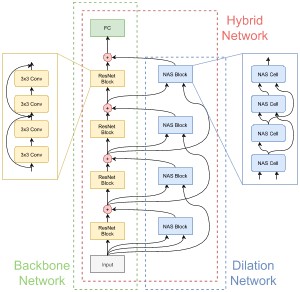 FC
Hybrid
Network
3x3 Conv
3x3 Conv
3x3 Conv
3x3 Conv
ResNet
Block
ResNet
Block
ResNet
Block
ResNet
Block
NAS Block
NAS Block
NAS Block
NAS Block
NAS Cell
NAS Cell
NAS Cell
NAS Cell
Input
Backbone
Network
Dilation
Network